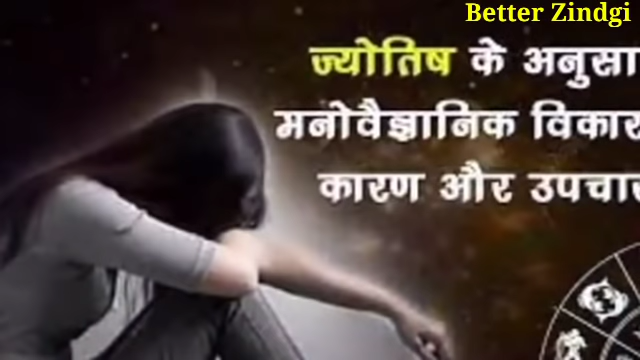 Better Zindgi
ज्योतिष के अनुसा
मनोवैज्ञानिक विकार
कारण और उपचार